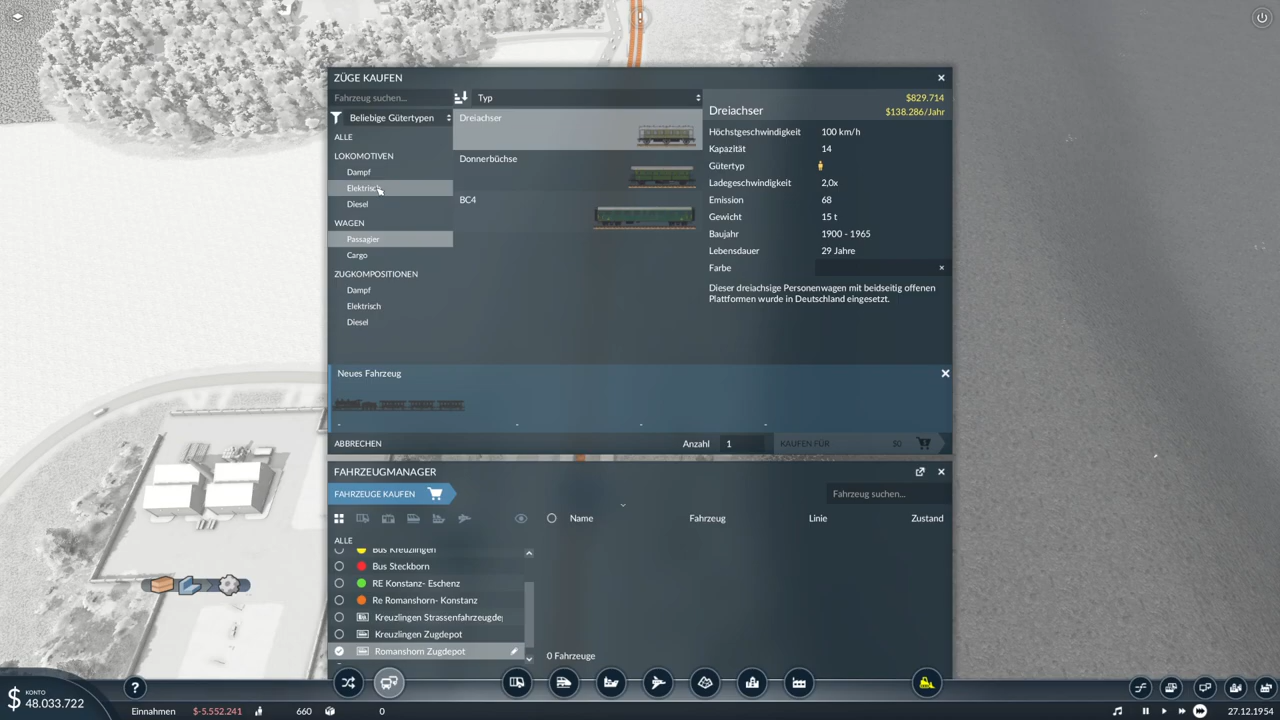 ZÜGE KAUFEN
Fahrzeug suchen...
Typ
$829.714
Beliebige Gütertypen
Dreiachser
Dreiachser
$138.286/Jahr
ALLE
Höchstgeschwindigkeit 100 km/h
LOKOMOTIVEN
Kapazität 14
Donnerbüchse
Dampf
Gütertyp
Elektrisch
Ladegeschwindigkeit 2,0x
BC4
Diesel
Emission 68
WAGEN
Gewicht 15 t
Passagier
Baujahr 1900 - 1965
Cargo
Lebensdauer 29 Jahre
ZUGKOMPOSITIONEN
Farbe
Dampf
Dieser dreiachsige Personenwagen mit beidseitig offenen
Plattformen wurde in Deutschland eingesetzt.
Elektrisch
Diesel
Neues Fahrzeug
ABBRECHEN
Anzahl 1
KAUFEN FÜR $0
FAHRZEUGMANAGER
FAHRZEUGE KAUFEN
Fahrzeug suchen...
Name Fahrzeug Linie Zustand
ALLE
Bus Kreuzlingen
Bus Steckborn
RE Konstanz- Eschenz
Re Romanshorn- Konstanz
Kreuzlingen Strassenfahrzeugde
Kreuzlingen Zugdepot
Romanshorn Zugdepot
0 Fahrzeuge
KONTO
$ 48.033.722
?
Einnahmen $-5.552.241 660 0
27.12.1954